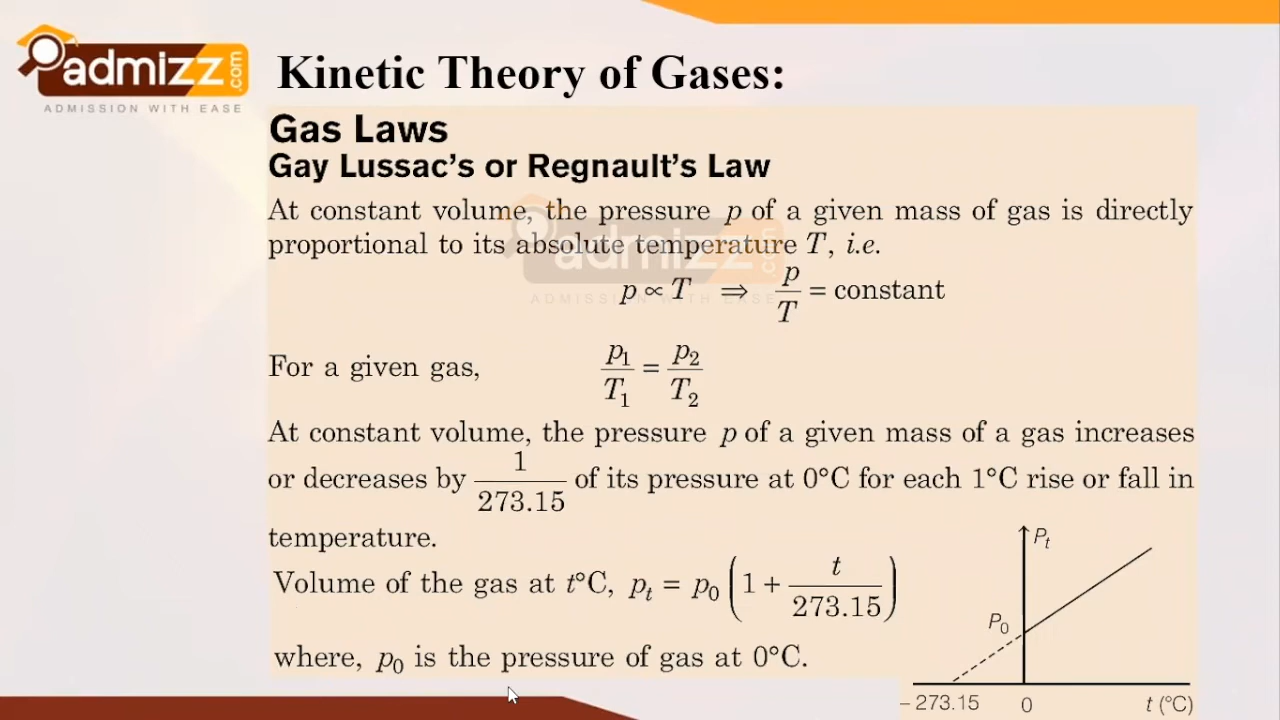 admizz.com
ADMISSION WITH EASE
Kinetic Theory of Gases:
Gas Laws
Gay Lussac's or Regnault's Law
At constant volume, the pressure p of a given mass of gas is directly
proportional to its absolute temperature T, i.e.
p ∝ T ⇒ p/T = constant
admizz.com
ADMISSION WITH EASE
For a given gas, p₁/T₁ = p₂/T₂
At constant volume, the pressure p of a given mass of a gas increases
or decreases by 1/273.15 of its pressure at 0°C for each 1°C rise or fall in
temperature.
Volume of the gas at t°C, pₜ = p₀ (1 + t/273.15)
where, p₀ is the pressure of gas at 0°C.
Pₜ
P₀
– 273.15 0 t (°C)